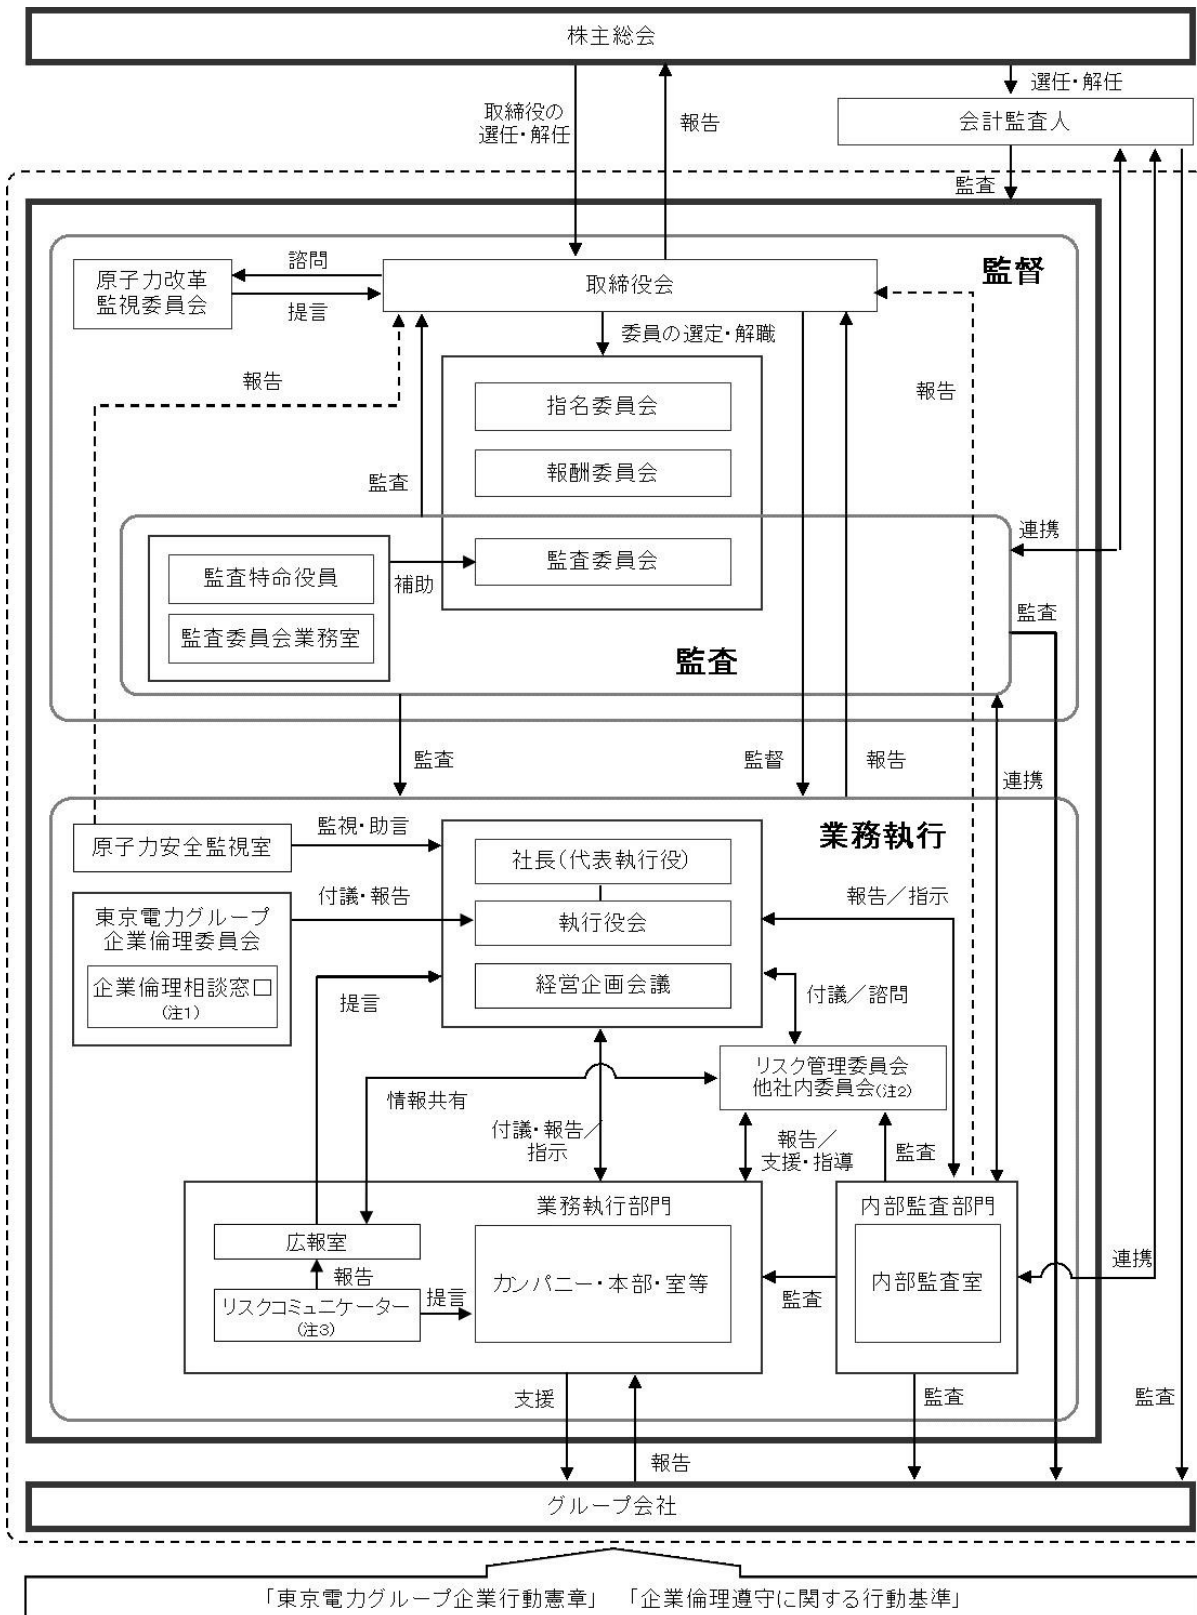 株主総会
取締役の
選任・解任
報告
選任・解任
会計監査人
監査
監督
原子力改革
監視委員会
諮問
提言
取締役会
委員の選定・解職
報告
報告
指名委員会
報酬委員会
監査
連携
監査特命役員
監査委員会業務室
補助
監査委員会
監査
監査
監査
監督
報告
連携
業務執行
原子力安全監視室
監視・助言
社長(代表執行役)
東京電力グループ
企業倫理委員会
付議・報告
執行役会
報告/指示
企業倫理相談窓口
(注1)
提言
経営企画会議
付議/諮問
リスク管理委員会
他社内委員会(注2)
情報共有
付議・報告/
指示
報告/
支援・指導
監査
業務執行部門
内部監査部門
広報室
報告
リスクコミュニケーター
(注3)
提言
カンパニー・本部・室等
監査
内部監査室
連携
支援
報告
監査
監査
グループ会社
「東京電力グループ企業行動憲章」 「企業倫理遵守に関する行動基準」